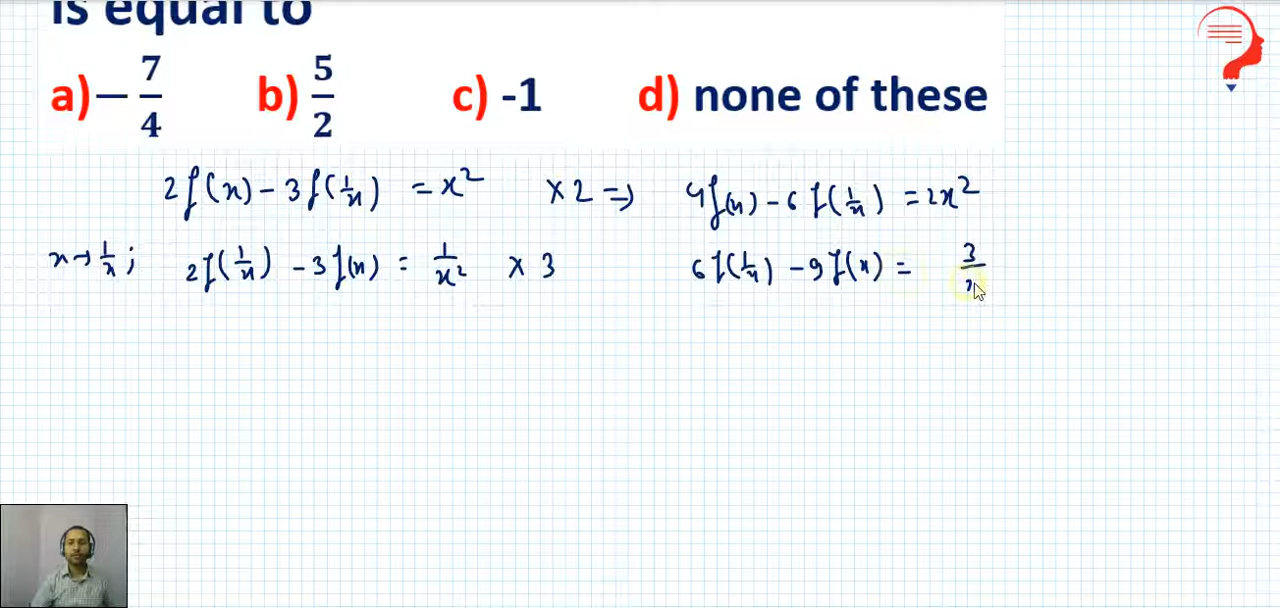 is equal to
a) −7/4 b) 5/2 c) -1 d) none of these
2f(x) − 3f(1/x) = x² ×2 ⇒ 4f(x) − 6f(1/x) = 2x²
x → 1/x; 2f(1/x) − 3f(x) = 1/x² ×3 6f(1/x) − 9f(x) = 3/